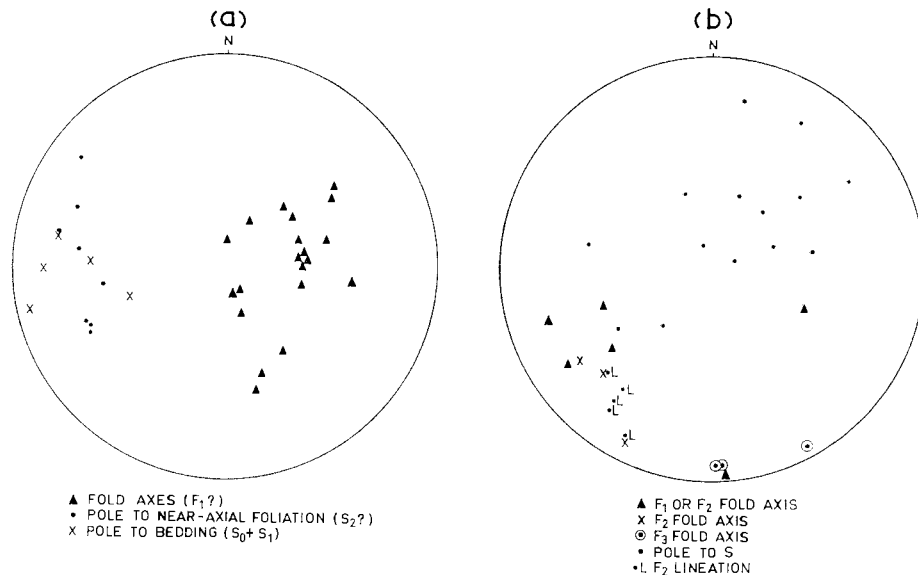 (a)
N
▲ FOLD AXES (F₁?)
• POLE TO NEAR-AXIAL FOLIATION (S₂?)
X POLE TO BEDDING (S₀+S₁)
(b)
N
L
L
L
L
L
▲ F₁ OR F₂ FOLD AXIS
X F₂ FOLD AXIS
⊙ F₃ FOLD AXIS
• POLE TO S
•L F₂ LINEATION